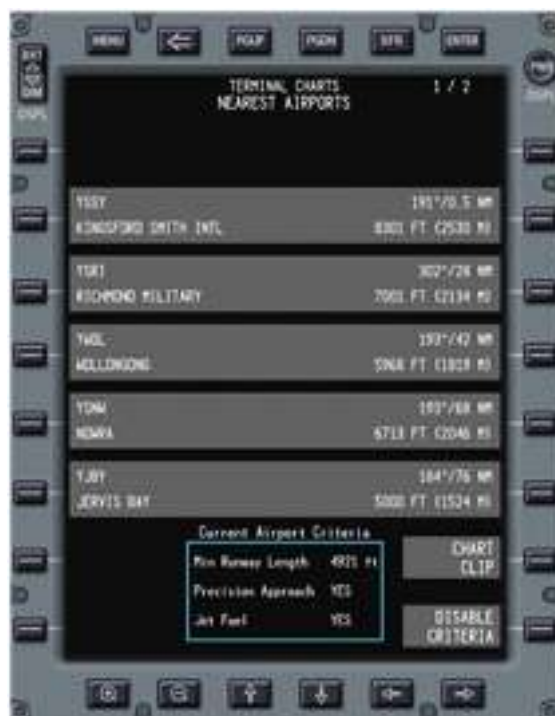 MENU PGUP PGDN XFR ENTER
TERMINAL CHARTS 1 / 2
NEAREST AIRPORTS
YSSY 191°/0.5 NM
KINGSFORD SMITH INTL 8301 FT (2530 M)
YSRI 302°/28 NM
RICHMOND MILITARY 7001 FT (2134 M)
YWOL 193°/42 NM
WOLLONGONG 5968 FT (1819 M)
YSNW 193°/68 NM
NOWRA 6713 FT (2046 M)
YJBY 184°/76 NM
JERVIS BAY 5000 FT (1524 M)
Current Airport Criteria
Min Runway Length 4921 Ft
Precision Approach YES
Jet Fuel YES
CHART
CLIP
DISABLE
CRITERIA